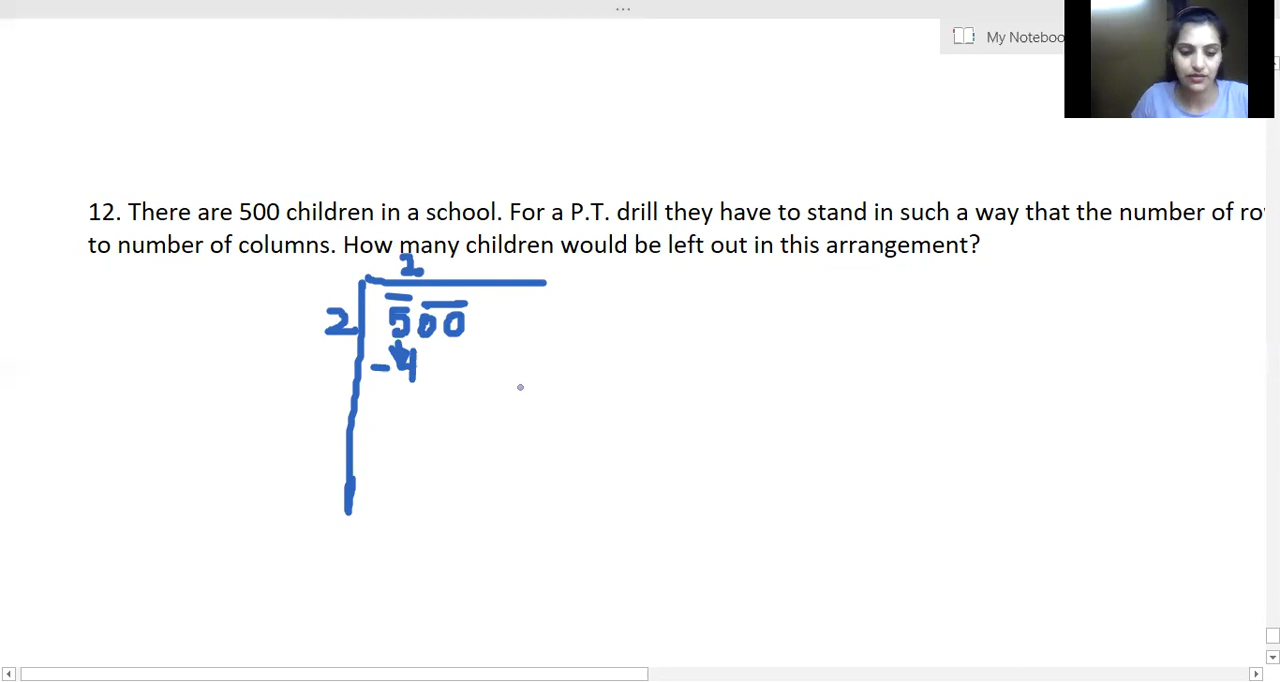 ...
My Noteboo
12. There are 500 children in a school. For a P.T. drill they have to stand in such a way that the number of ro
to number of columns. How many children would be left out in this arrangement?
2
2 500
-4